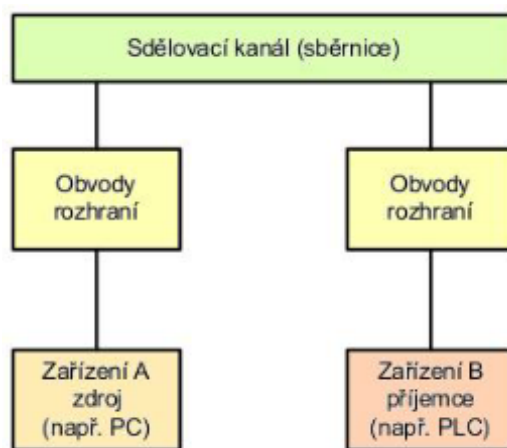 Sdělovací kanál (sběrnice)
Obvody
rozhraní
Obvody
rozhraní
Zařízení A
zdroj
(např. PC)
Zařízení B
příjemce
(např. PLC)